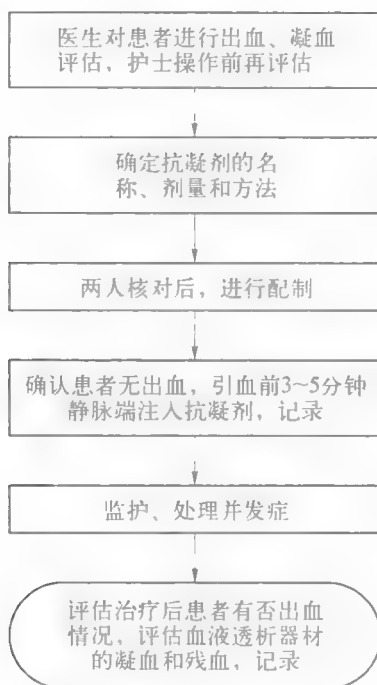 医生对患者进行出血、凝血
评估，护士操作前再评估
确定抗凝剂的名
称、剂量和方法
两人核对后，进行配制
确认患者无出血，引血前3~5分钟
静脉端注入抗凝剂，记录
监护、处理并发症
评估治疗后患者有否出血
情况，评估血液透析器材
的凝血和残血，记录